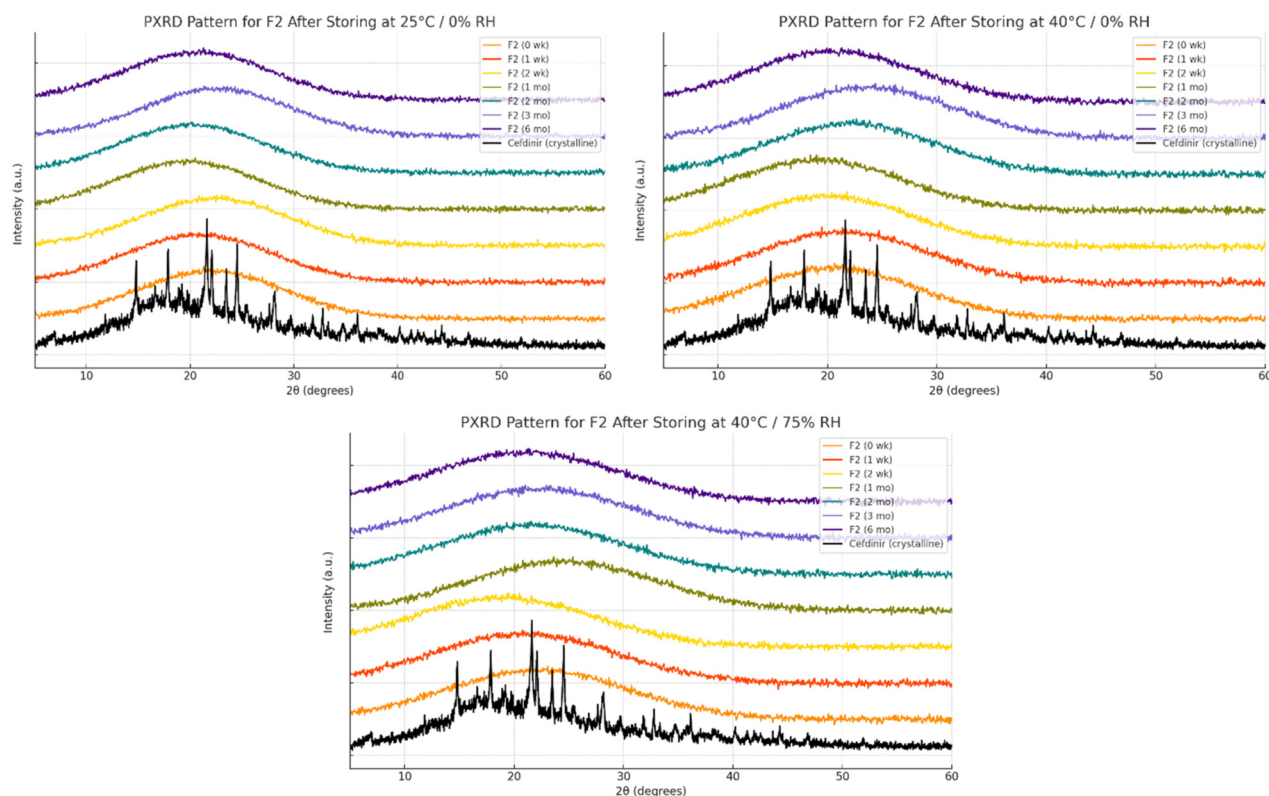 PXRD Pattern for F2 After Storing at 25°C / 0% RH
F2 (0 wk)
F2 (1 wk)
F2 (2 wk)
F2 (1 mo)
F2 (2 mo)
F2 (3 mo)
F2 (6 mo)
Cefdinir (crystalline)
Intensity (a.u.)
10 20 30 40 50 60
2θ (degrees)
PXRD Pattern for F2 After Storing at 40°C / 0% RH
F2 (0 wk)
F2 (1 wk)
F2 (2 wk)
F2 (1 mo)
F2 (2 mo)
F2 (3 mo)
F2 (6 mo)
Cefdinir (crystalline)
Intensity (a.u.)
10 20 30 40 50 60
2θ (degrees)
PXRD Pattern for F2 After Storing at 40°C / 75% RH
F2 (0 wk)
F2 (1 wk)
F2 (2 wk)
F2 (1 mo)
F2 (2 mo)
F2 (3 mo)
F2 (6 mo)
Cefdinir (crystalline)
Intensity (a.u.)
10 20 30 40 50 60
2θ (degrees)